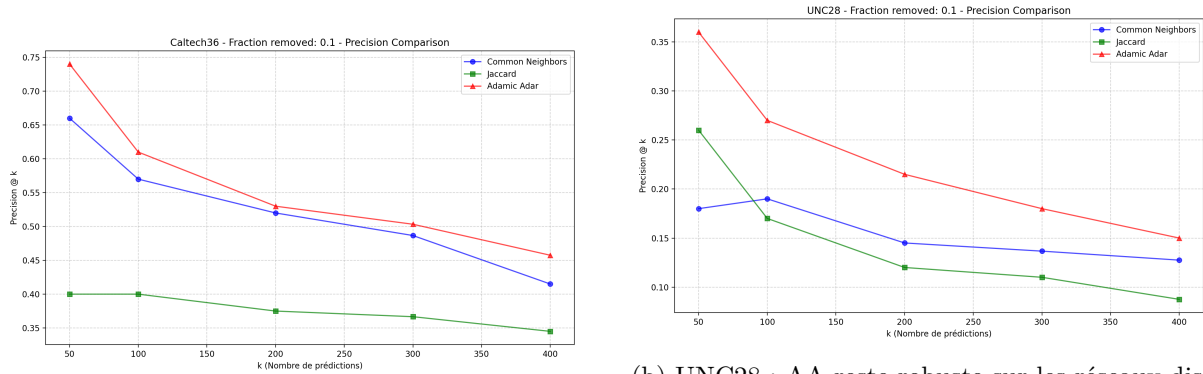 Caltech36 - Fraction removed: 0.1 - Precision Comparison
Common Neighbors
Jaccard
Adamic Adar
Precision @ k
0.75
0.70
0.65
0.60
0.55
0.50
0.45
0.40
0.35
50 100 150 200 250 300 350 400
k (Nombre de prédictions)
UNC28 - Fraction removed: 0.1 - Precision Comparison
Common Neighbors
Jaccard
Adamic Adar
Precision @ k
0.35
0.30
0.25
0.20
0.15
0.10
50 100 150 200 250 300 350 400
k (Nombre de prédictions)
(b) UNC28 : AA reste robuste sur les réseaux